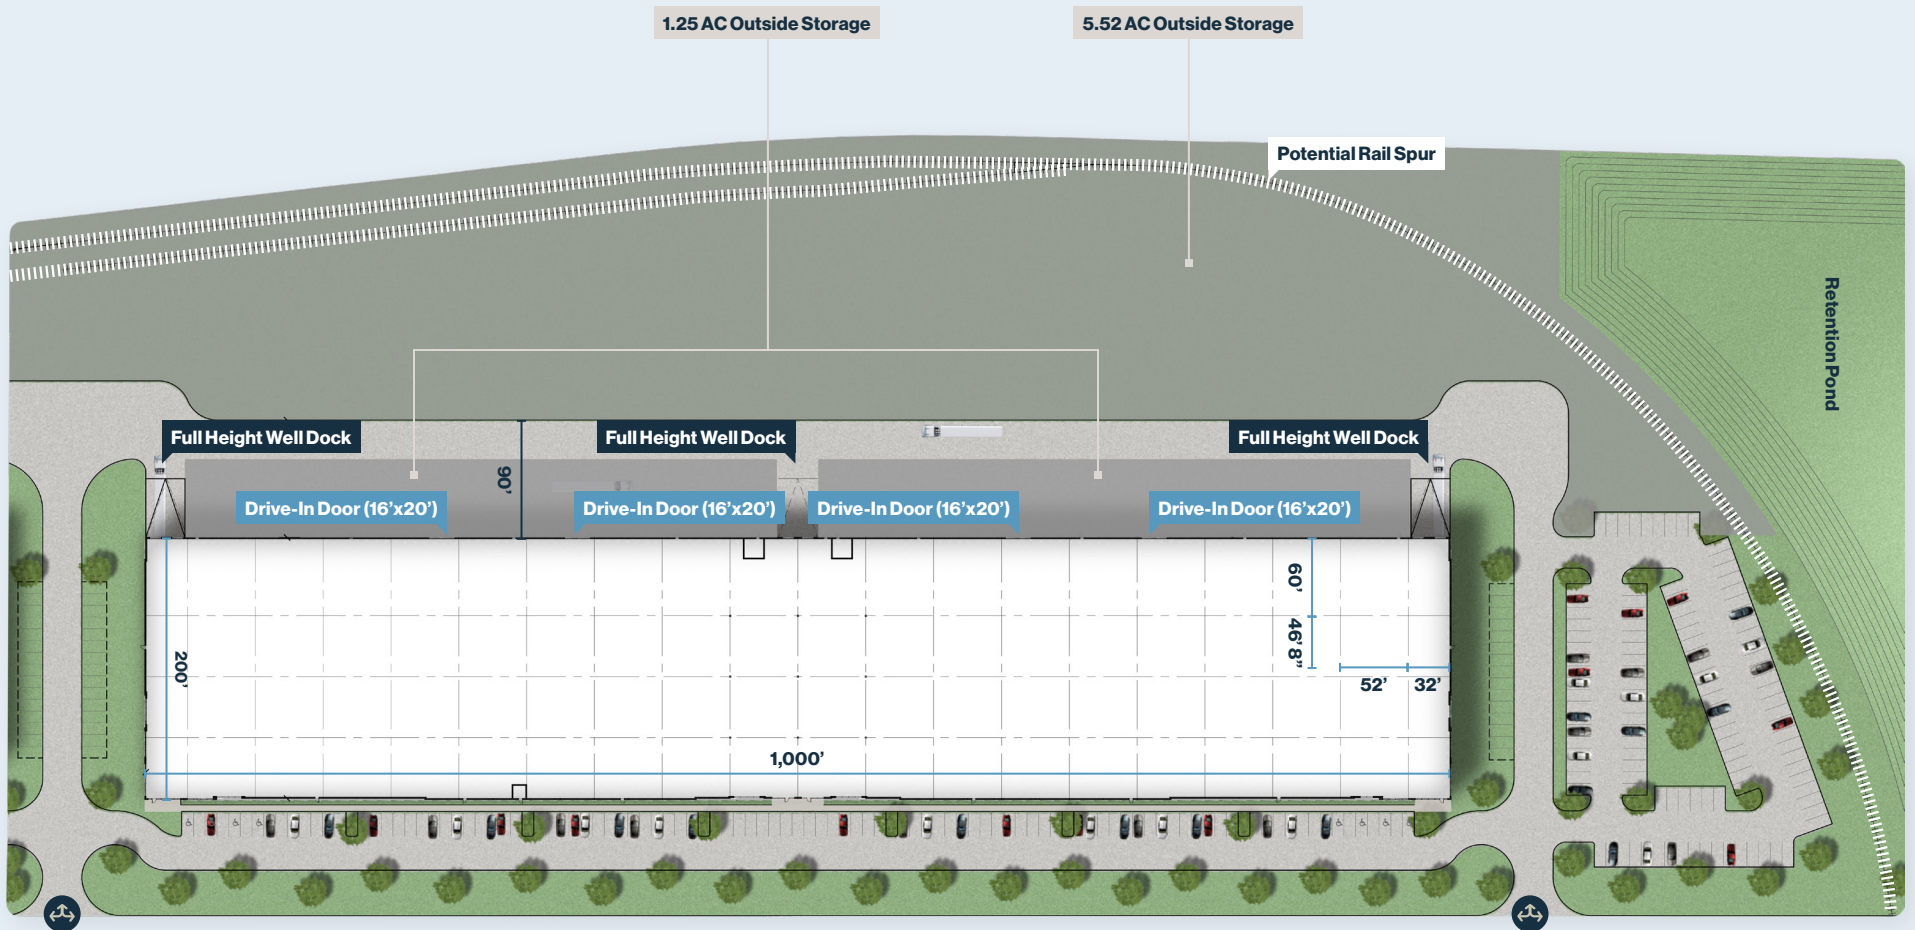 1.25 AC Outside Storage
5.52 AC Outside Storage
Potential Rail Spur
Retention Pond
Full Height Well Dock
Full Height Well Dock
Full Height Well Dock
90’
Drive-In Door (16’x20’)
Drive-In Door (16’x20’)
Drive-In Door (16’x20’)
Drive-In Door (16’x20’)
60’
46’ 8”
200’
52’
32’
1,000’